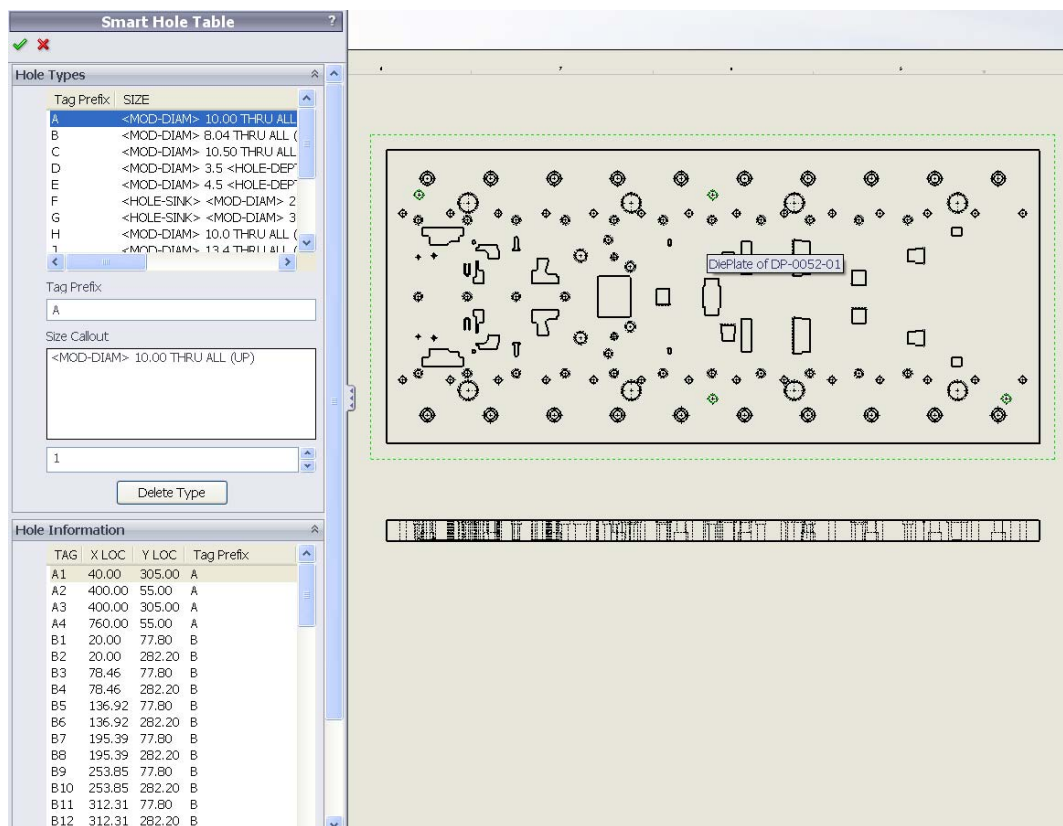 Smart Hole Table ?
Hole Types
Tag Prefix SIZE
A <MOD-DIAM> 10.00 THRU ALL
B <MOD-DIAM> 8.04 THRU ALL (
C <MOD-DIAM> 10.50 THRU ALL
D <MOD-DIAM> 3.5 <HOLE-DEPT
E <MOD-DIAM> 4.5 <HOLE-DEP
F <HOLE-SINK> <MOD-DIAM> 2
G <HOLE-SINK> <MOD-DIAM> 3
H <MOD-DIAM> 10.0 THRU ALL (
J <MOD-DIAM> 13.4 THRU ALL (
Tag Prefix
A
Size Callout
<MOD-DIAM> 10.00 THRU ALL (UP)
1
Delete Type
Hole Information
TAG X LOC Y LOC Tag Prefix
A1 40.00 305.00 A
A2 400.00 55.00 A
A3 400.00 305.00 A
A4 760.00 55.00 A
B1 20.00 77.80 B
B2 20.00 282.20 B
B3 78.46 77.80 B
B4 78.46 282.20 B
B5 136.92 77.80 B
B6 136.92 282.20 B
B7 195.39 77.80 B
B8 195.39 282.20 B
B9 253.85 77.80 B
B10 253.85 282.20 B
B11 312.31 77.80 B
B12 312.31 282.20 B
DiePlate of DP-0052-01